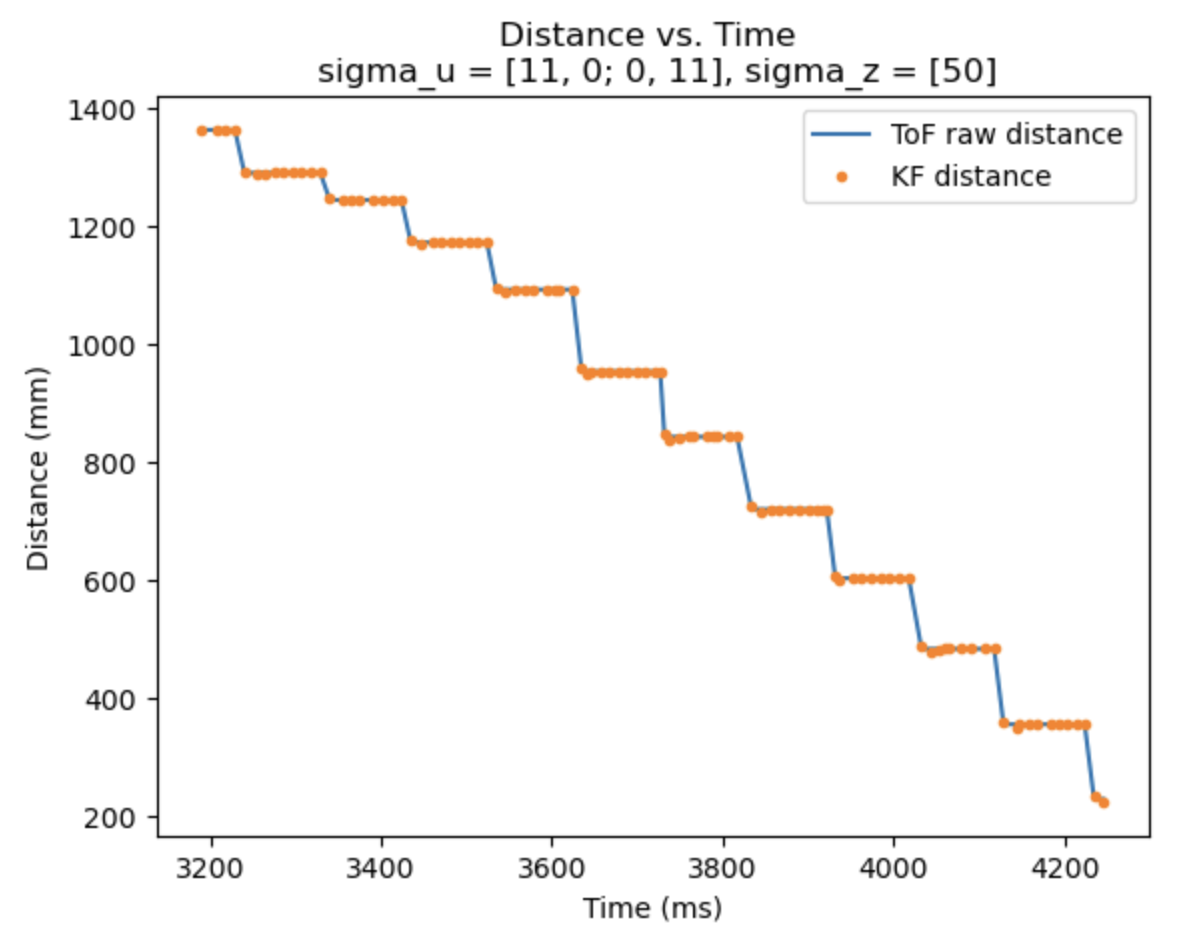 Distance vs. Time
sigma_u = [11, 0; 0, 11], sigma_z = [50]
ToF raw distance
KF distance
Distance (mm)
1400
1200
1000
800
600
400
200
3200 3400 3600 3800 4000 4200
Time (ms)